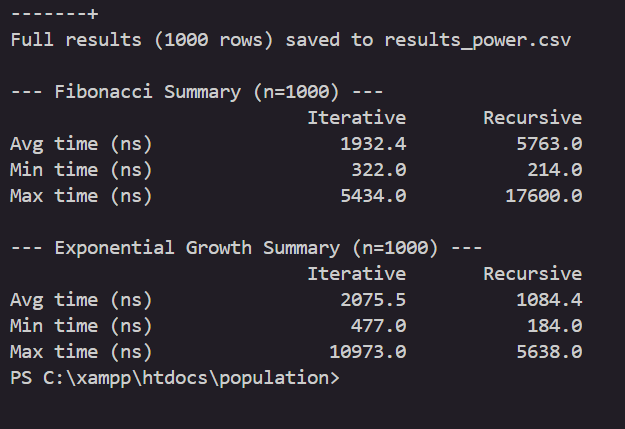 -------+
Full results (1000 rows) saved to results_power.csv
--- Fibonacci Summary (n=1000) ---
Iterative Recursive
Avg time (ns) 1932.4 5763.0
Min time (ns) 322.0 214.0
Max time (ns) 5434.0 17600.0
--- Exponential Growth Summary (n=1000) ---
Iterative Recursive
Avg time (ns) 2075.5 1084.4
Min time (ns) 477.0 184.0
Max time (ns) 10973.0 5638.0
PS C:\xampp\htdocs\population>